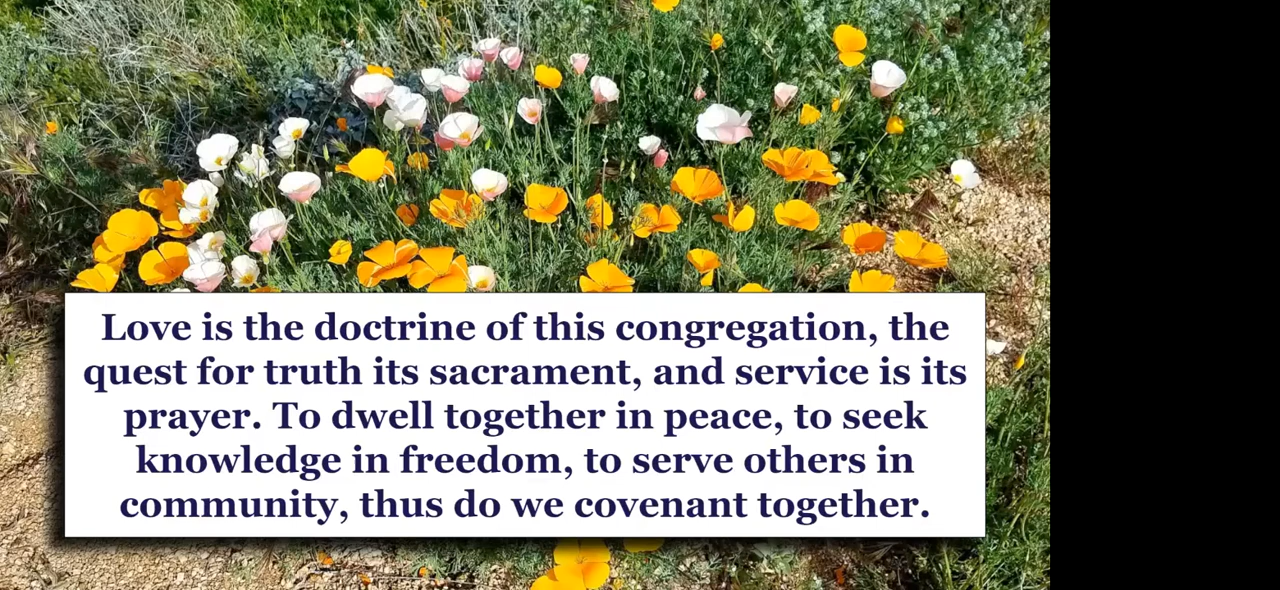 Love is the doctrine of this congregation, the
quest for truth its sacrament, and service is its
prayer. To dwell together in peace, to seek
knowledge in freedom, to serve others in
community, thus do we covenant together.